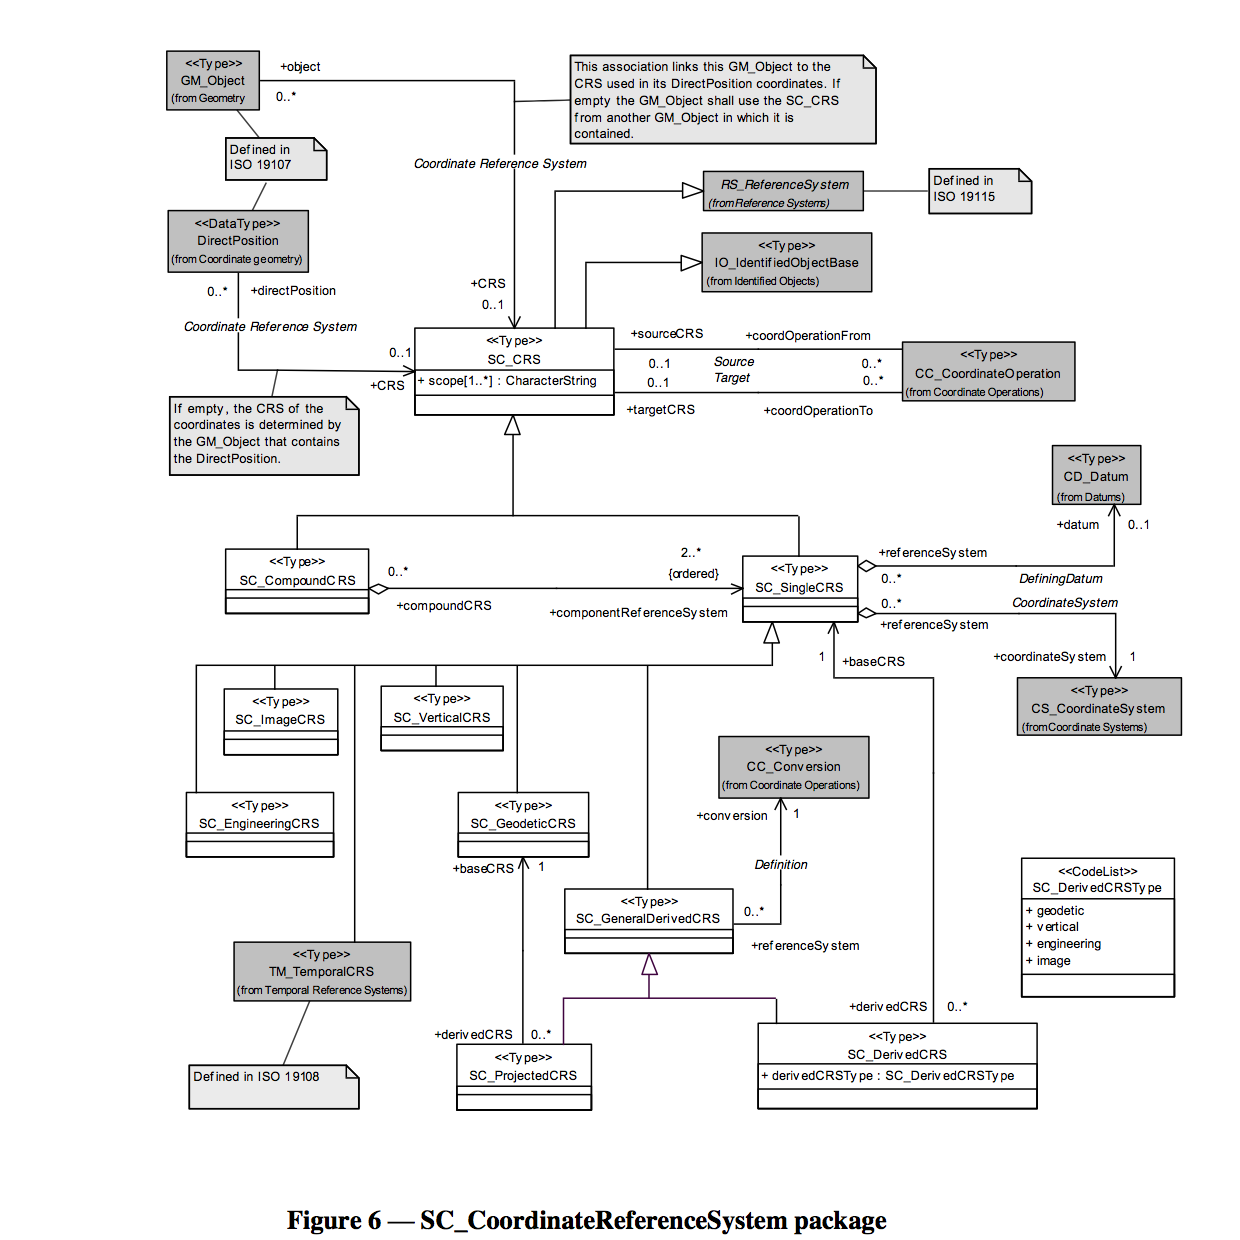 <<Type>>
GM_Object
(from Geometry
+object
0..*
This association links this GM_Object to the
CRS used in its DirectPosition coordinates. If
empty the GM_Object shall use the SC_CRS
from another GM_Object in which it is
contained.
Defined in
ISO 19107
Coordinate Reference System
RS_ReferenceSystem
(from Reference Systems)
Defined in
ISO 19115
<<DataType>>
DirectPosition
(from Coordinate geometry)
<<Type>>
IO_IdentifiedObjectBase
(from Identified Objects)
0..*
+directPosition
Coordinate Reference System
+CRS
0..1
0..1
+CRS
<<Type>>
SC_CRS
+ scope[1..*] : CharacterString
+sourceCRS
+coordOperationFrom
0..1
Source
0..*
0..1
Target
0..*
+targetCRS
+coordOperationTo
<<Type>>
CC_CoordinateOperation
(from Coordinate Operations)
If empty, the CRS of the
coordinates is determined by
the GM_Object that contains
the DirectPosition.
<<Type>>
CD_Datum
(from Datums)
+datum
0..1
<<Type>>
SC_CompoundCRS
0..*
+compoundCRS
2..*
{ordered}
+componentReferenceSystem
<<Type>>
SC_SingleCRS
+referenceSystem
0..*
DefiningDatum
0..*
CoordinateSystem
+referenceSystem
+coordinateSystem
1
1
+baseCRS
<<Type>>
CS_CoordinateSystem
(from Coordinate Systems)
<<Type>>
SC_ImageCRS
<<Type>>
SC_VerticalCRS
<<Type>>
CC_Conversion
(from Coordinate Operations)
+conversion
1
<<Type>>
SC_EngineeringCRS
<<Type>>
SC_GeodeticCRS
+baseCRS
1
Definition
<<Type>>
SC_GeneralDerivedCRS
0..*
+referenceSystem
<<CodeList>>
SC_DerivedCRSType
+ geodetic
+ vertical
+ engineering
+ image
<<Type>>
TM_TemporalCRS
(from Temporal Reference Systems)
+derivedCRS
0..*
+derivedCRS
0..*
Defined in ISO 19108
<<Type>>
SC_ProjectedCRS
<<Type>>
SC_DerivedCRS
+ derivedCRSType : SC_DerivedCRSType
Figure 6 — SC_CoordinateReferenceSystem package